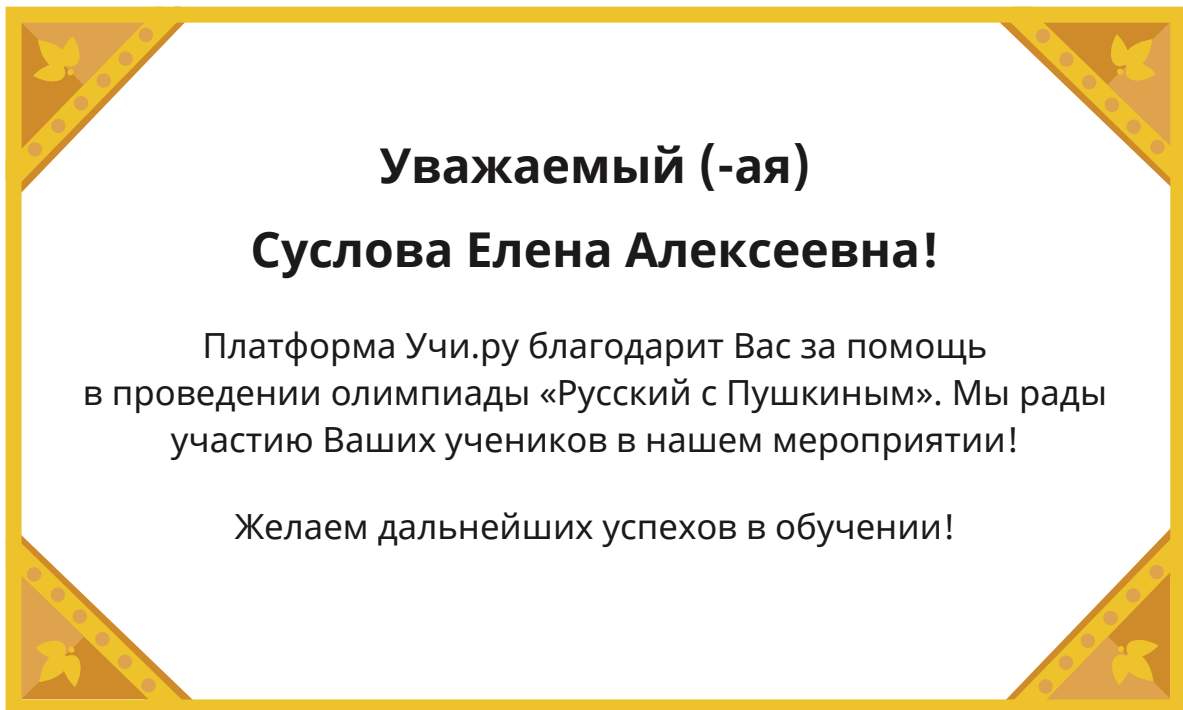 Уважаемый (-ая)
Суслова Елена Алексеевна!
Платформа Учи.ру благодарит Вас за помощь
в проведении олимпиады «Русский с Пушкиным». Мы рады
участию Ваших учеников в нашем мероприятии!
Желаем дальнейших успехов в обучении!